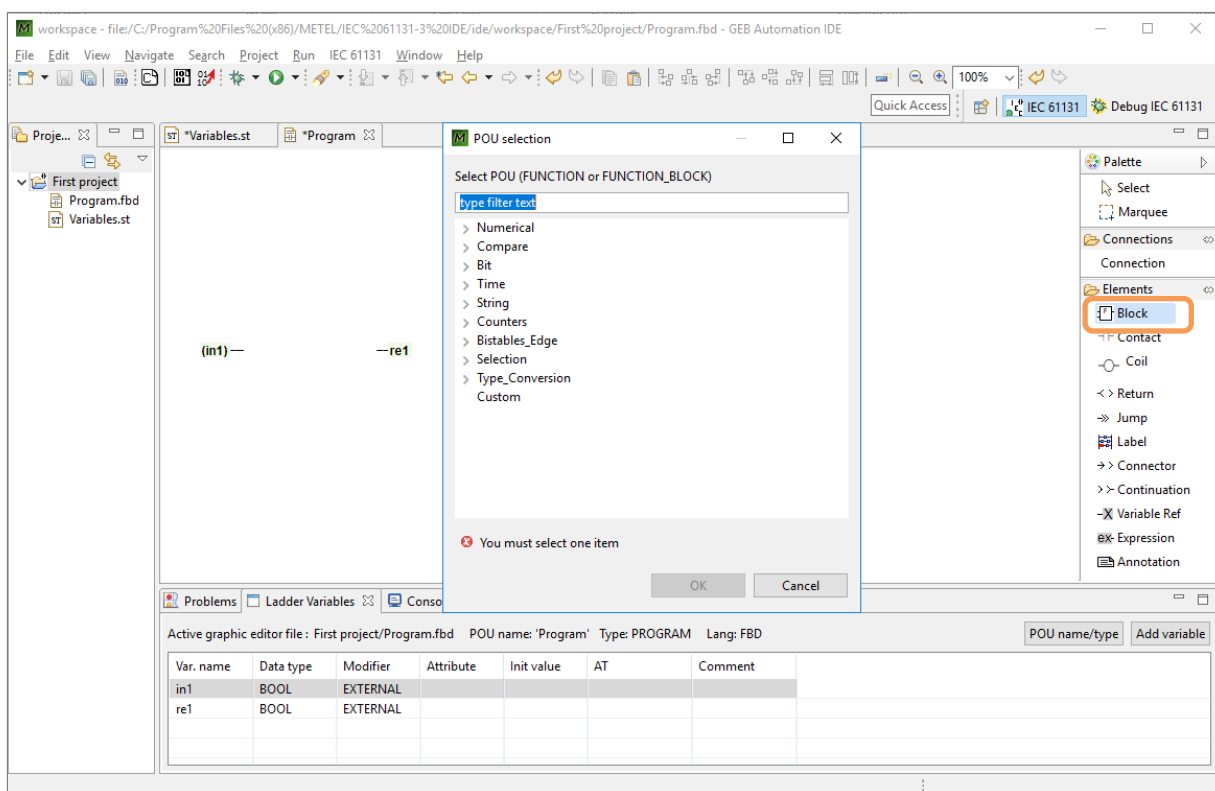 workspace - file:/C:/Program%20Files%20(x86)/METEL/IEC%2061131-3%20IDE/ide/workspace/First%20project/Program.fbd - GEB Automation IDE
File Edit View Navigate Search Project Run IEC 61131 Window Help
100%
Quick Access IEC 61131 Debug IEC 61131
Proje...
First project
Program.fbd
Variables.st
*Variables.st *Program
(in1) re1
POU selection
Select POU (FUNCTION or FUNCTION_BLOCK)
type filter text
Numerical
Compare
Bit
Time
String
Counters
Bistables_Edge
Selection
Type_Conversion
Custom
You must select one item
OK Cancel
Palette
Select
Marquee
Connections
Connection
Elements
Block
Contact
Coil
Return
Jump
Label
Connector
Continuation
Variable Ref
Expression
Annotation
Problems Ladder Variables Conso
Active graphic editor file : First project/Program.fbd POU name: 'Program' Type: PROGRAM Lang: FBD POU name/type Add variable
Var. name Data type Modifier Attribute Init value AT Comment
in1 BOOL EXTERNAL
re1 BOOL EXTERNAL